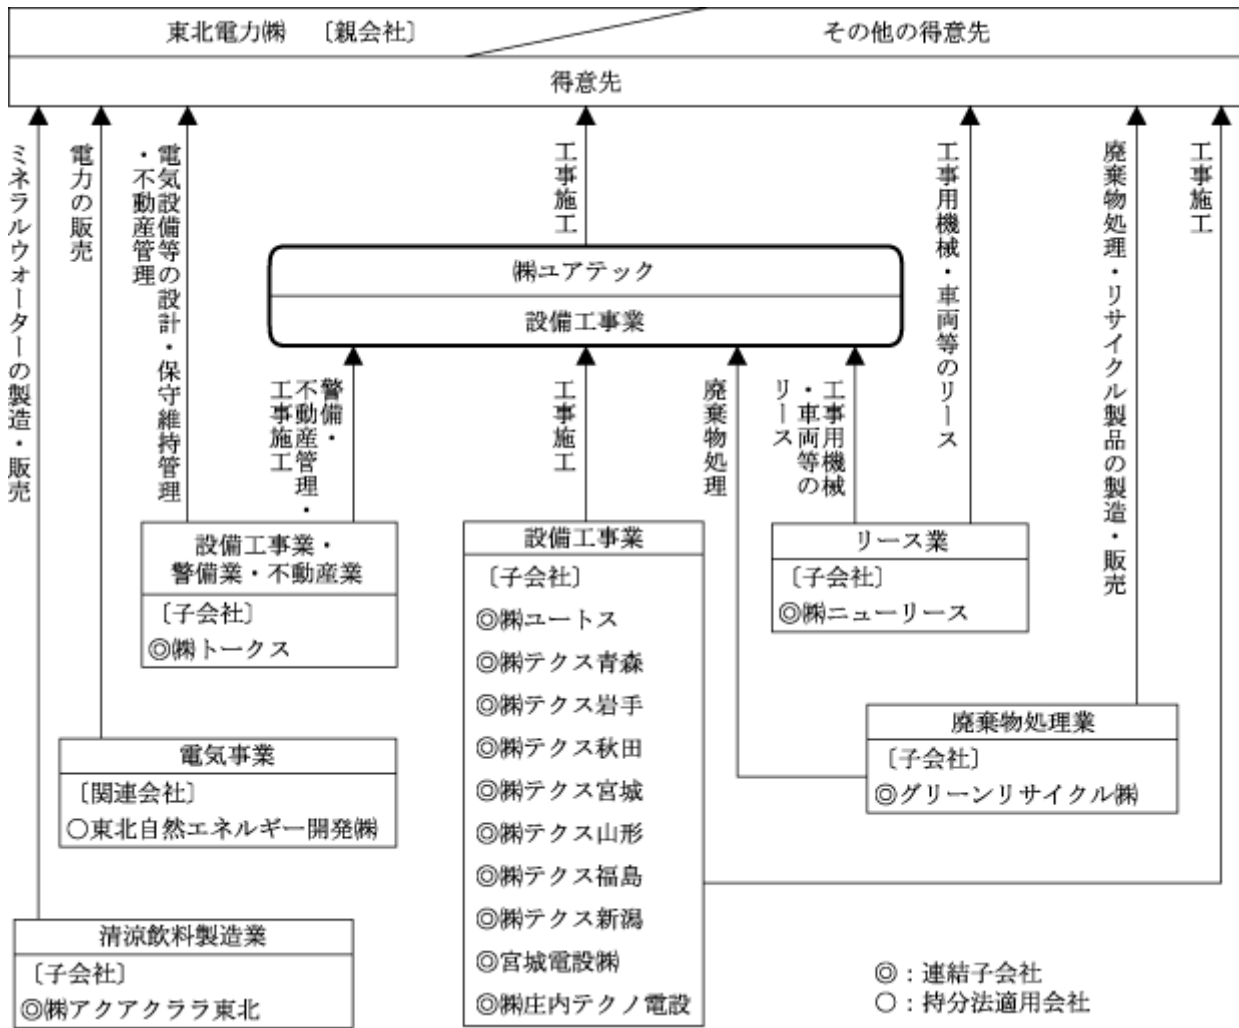 東北電力㈱ 〔親会社〕
その他の得意先
得意先
ミネラルウォーターの製造・販売
電力の販売
電気設備等の設計・保守維持管理
・不動産管理
工事施工
工事用機械・車両等のリース
廃棄物処理・リサイクル製品の製造・販売
工事施工
㈱ユアテック
設備工事業
警備・
不動産管理・
工事施工
工事施工
廃棄物処理
工事用機械
・車両等の
リース
設備工事業・
警備業・不動産業
〔子会社〕
◎㈱トークス
設備工事業
〔子会社〕
◎㈱ユートス
◎㈱テクス青森
◎㈱テクス岩手
◎㈱テクス秋田
◎㈱テクス宮城
◎㈱テクス山形
◎㈱テクス福島
◎㈱テクス新潟
◎宮城電設㈱
◎㈱庄内テクノ電設
リース業
〔子会社〕
◎㈱ニューリース
廃棄物処理業
〔子会社〕
◎グリーンリサイクル㈱
電気事業
〔関連会社〕
○東北自然エネルギー開発㈱
清涼飲料製造業
〔子会社〕
◎㈱アクアクララ東北
◎：連結子会社
○：持分法適用会社